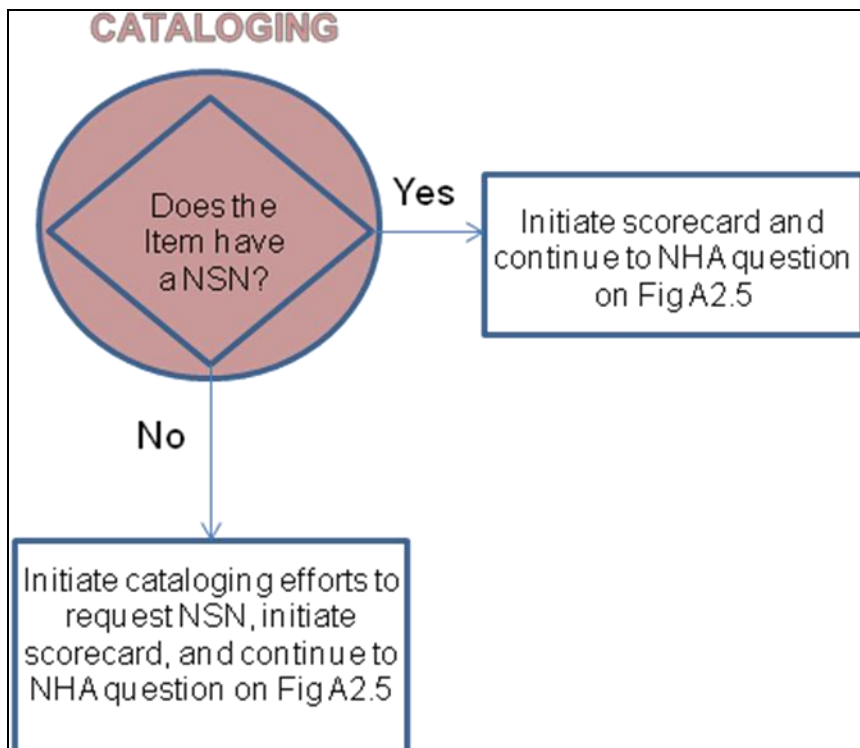 CATALOGING
Does the
Item have
a NSN?
Yes
Initiate scorecard and
continue to NHA question
on Fig A2.5
No
Initiate cataloging efforts to
request NSN, initiate
scorecard, and continue to
NHA question on Fig A2.5